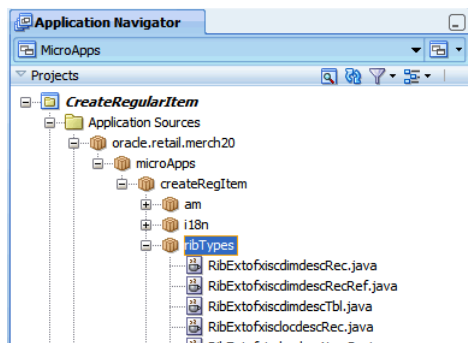 Application Navigator
MicroApps
Projects
CreateRegularItem
Application Sources
oracle.retail.merch20
microApps
createRegItem
am
i18n
ribTypes
RibExtofxiscdimdescRec.java
RibExtofxiscdimdescRecRef.java
RibExtofxiscdimdescTbl.java
RibExtofxisclocdescRec.java